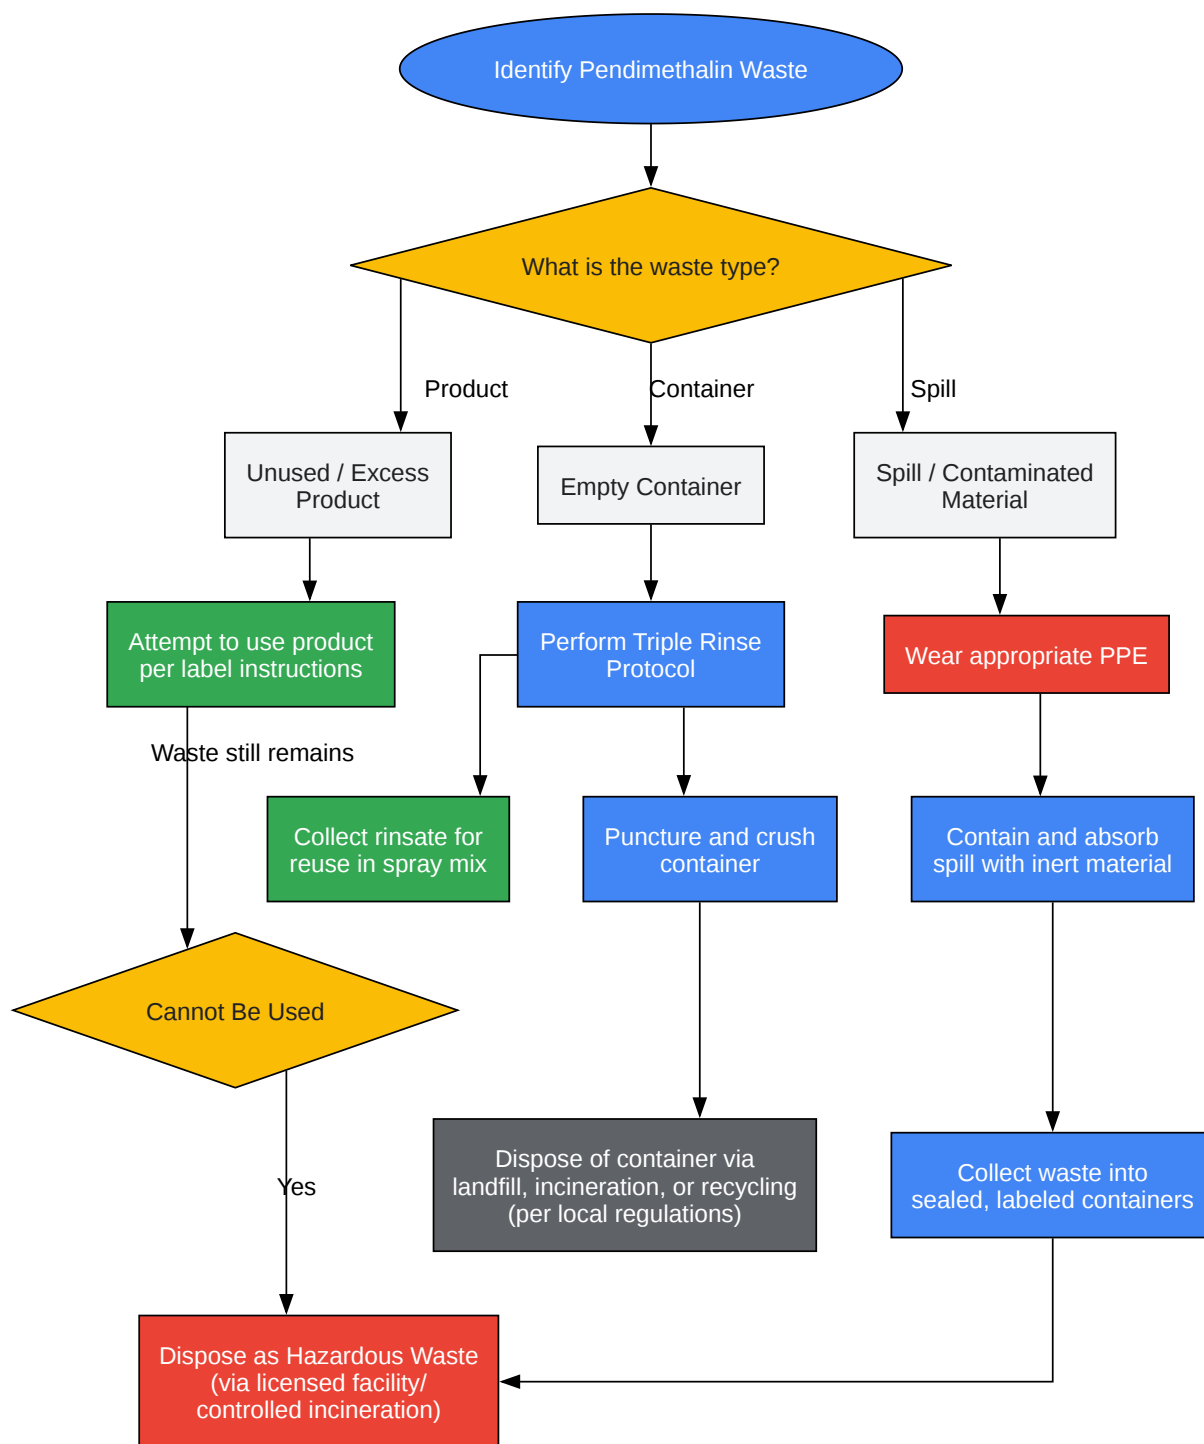 Identify Pendimethalin Waste
What is the waste type?
Product
Container
Spill
Unused / Excess
Product
Empty Container
Spill / Contaminated
Material
Attempt to use product
per label instructions
Perform Triple Rinse
Protocol
Wear appropriate PPE
Waste still remains
Collect rinsate for
reuse in spray mix
Puncture and crush
container
Contain and absorb
spill with inert material
Cannot Be Used
Yes
Dispose of container via
landfill, incineration, or recycling
(per local regulations)
Collect waste into
sealed, labeled containers
Dispose as Hazardous Waste
(via licensed facility/
controlled incineration)